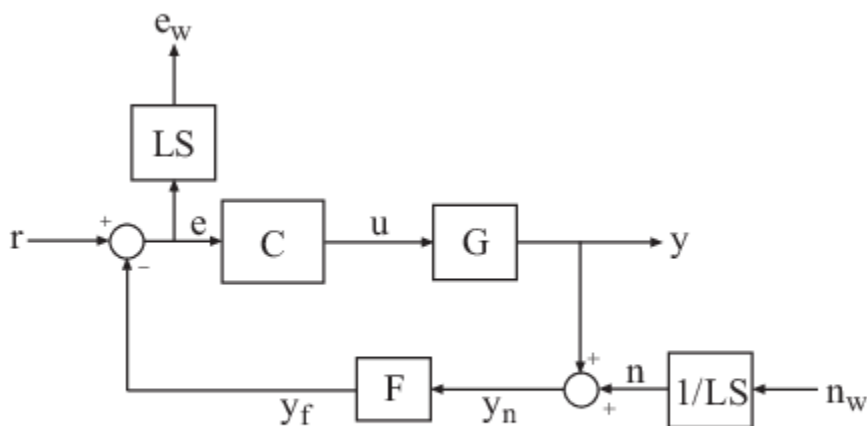 e_w
LS
r + − e C u G y
+
y_f F y_n + n 1/LS n_w